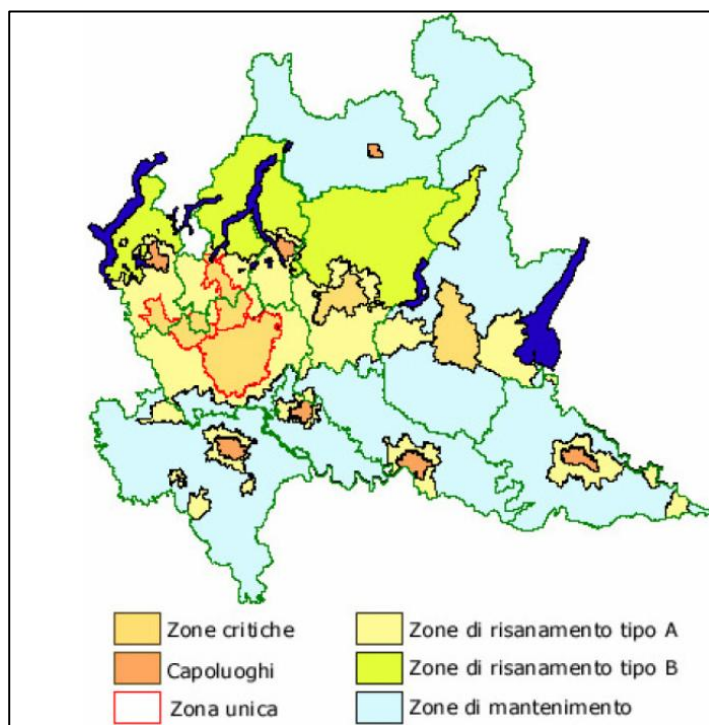 Zone critiche
Capoluoghi
Zona unica
Zone di risanamento tipo A
Zone di risanamento tipo B
Zone di mantenimento